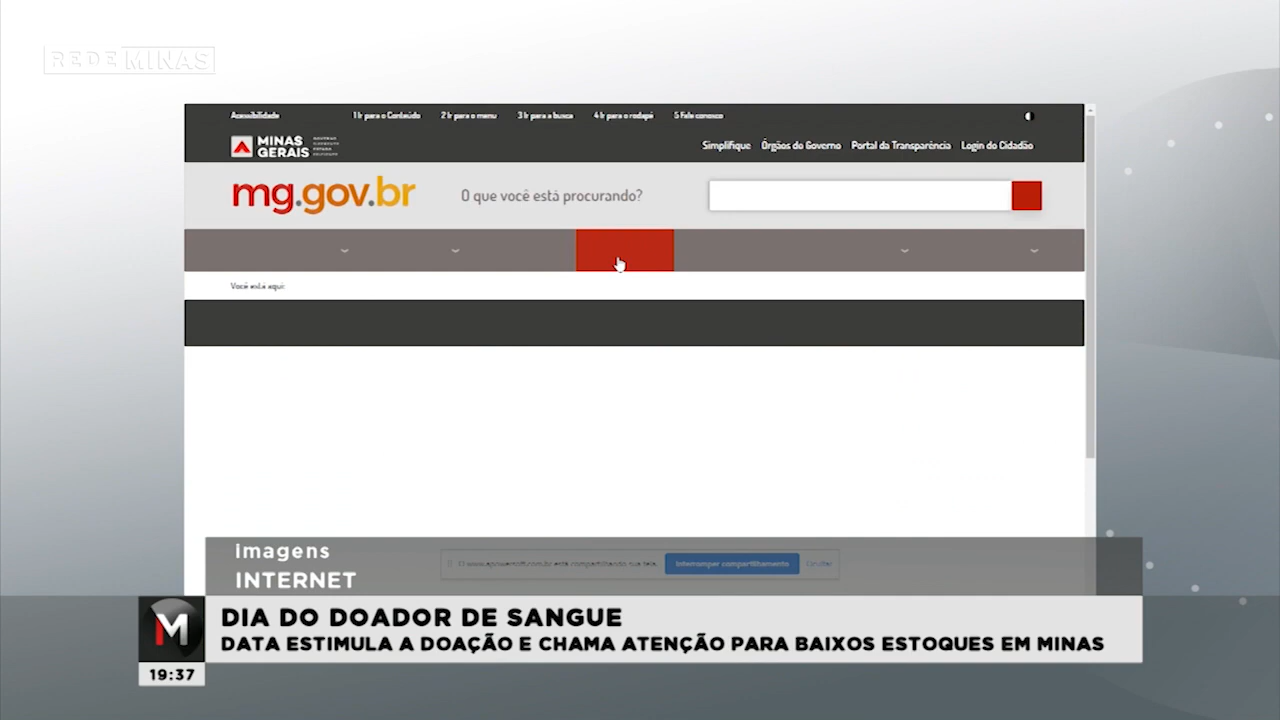 REDE MINAS
Acessibilidade 1 Ir para o Conteúdo 2 Ir para o menu 3 Ir para a busca 4 Ir para o rodapé 5 Fale conosco
MINAS GERAIS
Simplifique Órgãos do Governo Portal da Transparência Login do Cidadão
mg.gov.br
O que você está procurando?
Você está aqui:
imagens
INTERNET
Interromper compartilhamento
DIA DO DOADOR DE SANGUE
DATA ESTIMULA A DOAÇÃO E CHAMA ATENÇÃO PARA BAIXOS ESTOQUES EM MINAS
M
19:37